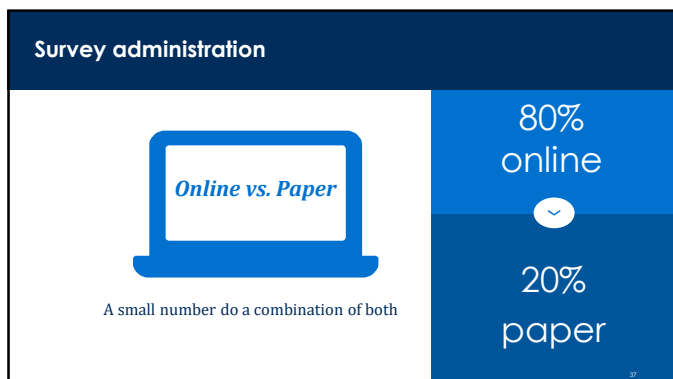 Survey administration
Online vs. Paper
A small number do a combination of both
80%
online
20%
paper
37